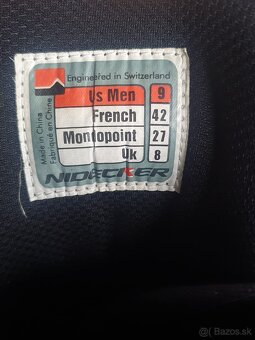 Engineered in Switzerland
Made in China
Fabriqué en Chine
Us Men 9
French 42
Mondopoint 27
Uk 8
NIDECKER
Bazos.sk